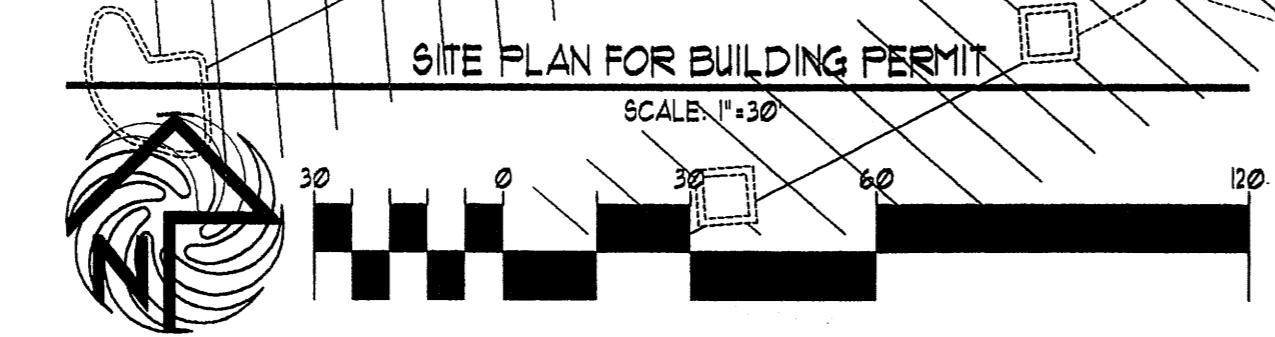 SITE PLAN FOR BUILDING PERMIT
SCALE: 1"=30'
30 0 30 60 120
N